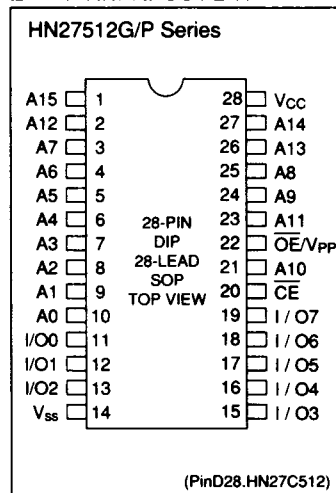 HN27512G/P Series
A15 1 28 VCC
A12 2 27 A14
A7 3 26 A13
A6 4 25 A8
A5 5 24 A9
A4 6 23 A11
A3 7 22 OE/VPP
A2 8 21 A10
A1 9 20 CE
A0 10 19 I/O7
I/O0 11 18 I/O6
I/O1 12 17 I/O5
I/O2 13 16 I/O4
Vss 14 15 I/O3
28-PIN
DIP
28-LEAD
SOP
TOP VIEW
(PinD28.HN27C512)